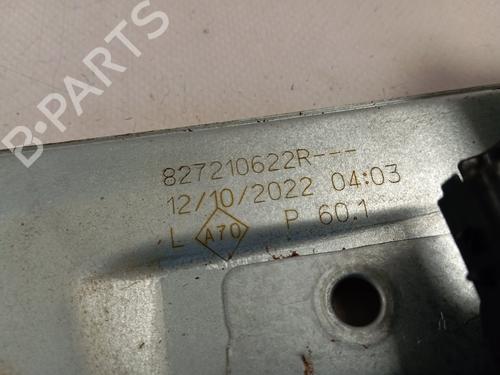 B-PARTS
827210622R---
12/10/2022 04:03
L A70 P 60.1